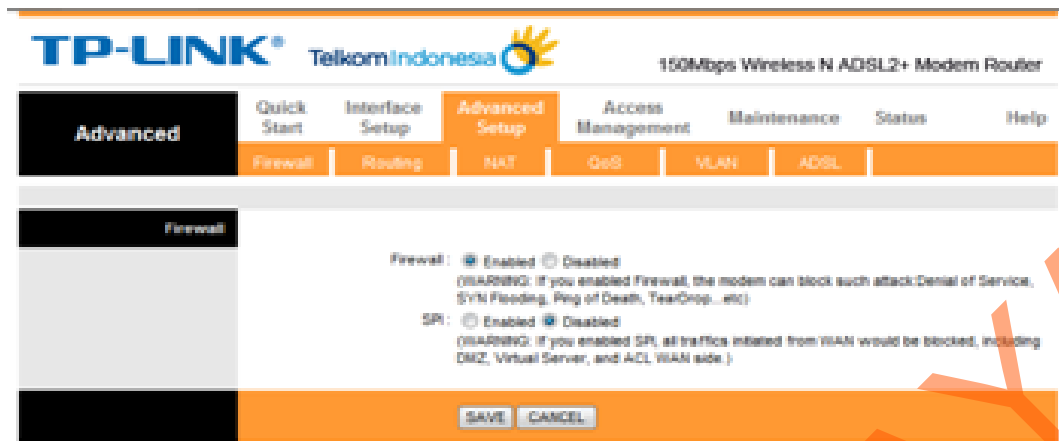 TP-LINK® TelkomIndonesia
150Mbps Wireless N ADSL2+ Modem Router
Advanced
Quick Start Interface Setup Advanced Setup Access Management Maintenance Status Help
Firewall Routing NAT QoS VLAN ADSL
Firewall
Firewall: Enabled Disabled
(WARNING: If you enabled Firewall, the modem can block such attack:Denial of Service,
SYN Flooding, Ping of Death, TearDrop...etc)
SPI: Enabled Disabled
(WARNING: If you enabled SPI, all traffics initiated from WAN would be blocked, including
DMZ, Virtual Server, and ACL WAN side.)
SAVE CANCEL